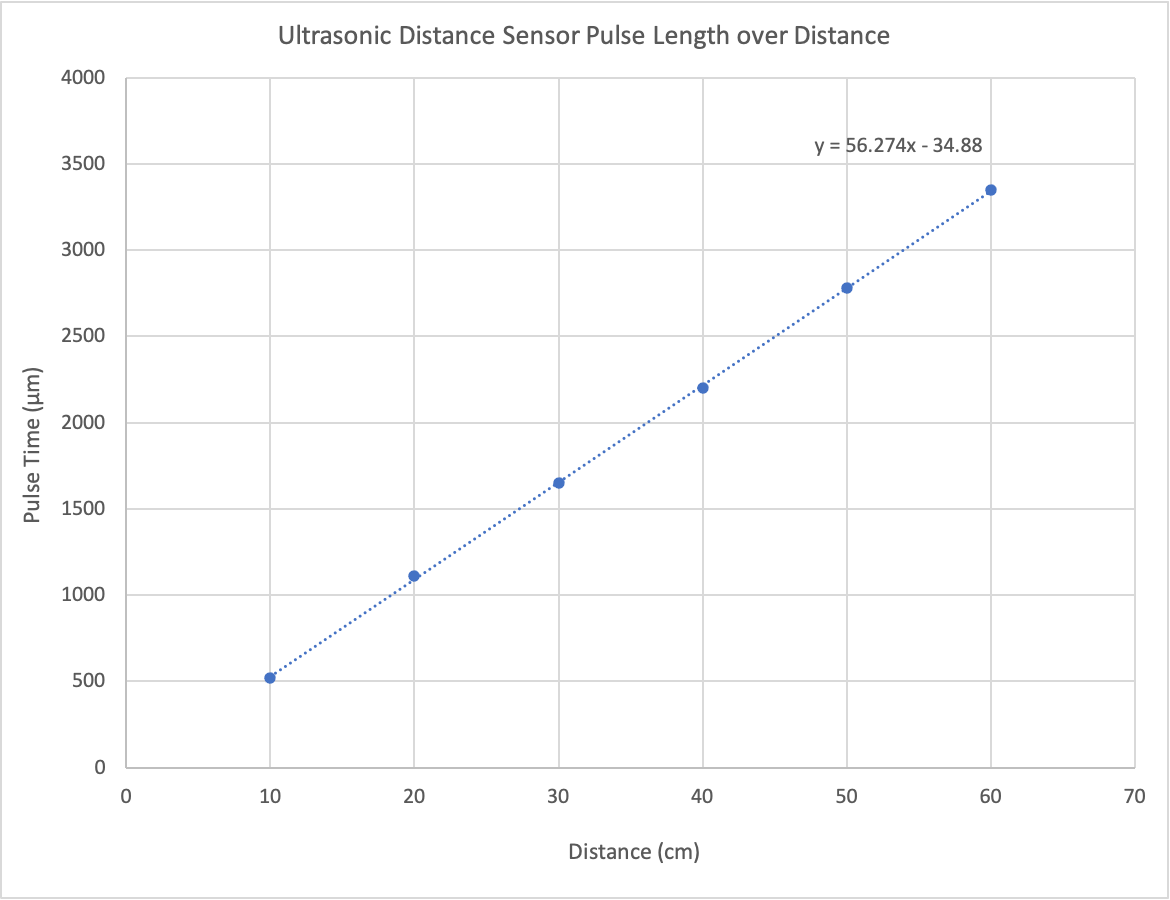 Ultrasonic Distance Sensor Pulse Length over Distance
4000
y = 56.274x - 34.88
3500
3000
2500
Pulse Time (µm)
2000
1500
1000
500
0
0 10 20 30 40 50 60 70
Distance (cm)